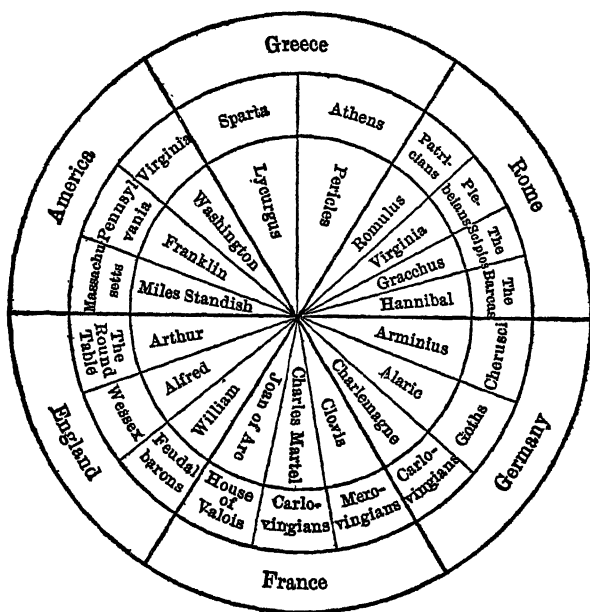 Greece
Rome
Germany
France
England
America
Sparta
Athens
Patri-
cians
Ple-
beians
The
Scipios
The
Barcas
Cherusci
Goths
Carlo-
vingians
Mero-
vingians
Carlo-
vingians
House
of
Valois
Feudal
barons
Wessex
The
Round
Table
Massachu
setts
Pennsyl
vania
Virginia
Lycurgus
Pericles
Romulus
Virginia
Gracchus
Hannibal
Arminius
Alaric
Charlemagne
Clovis
Charles Martel
Joan of Arc
William
Alfred
Arthur
Miles Standish
Franklin
Washington